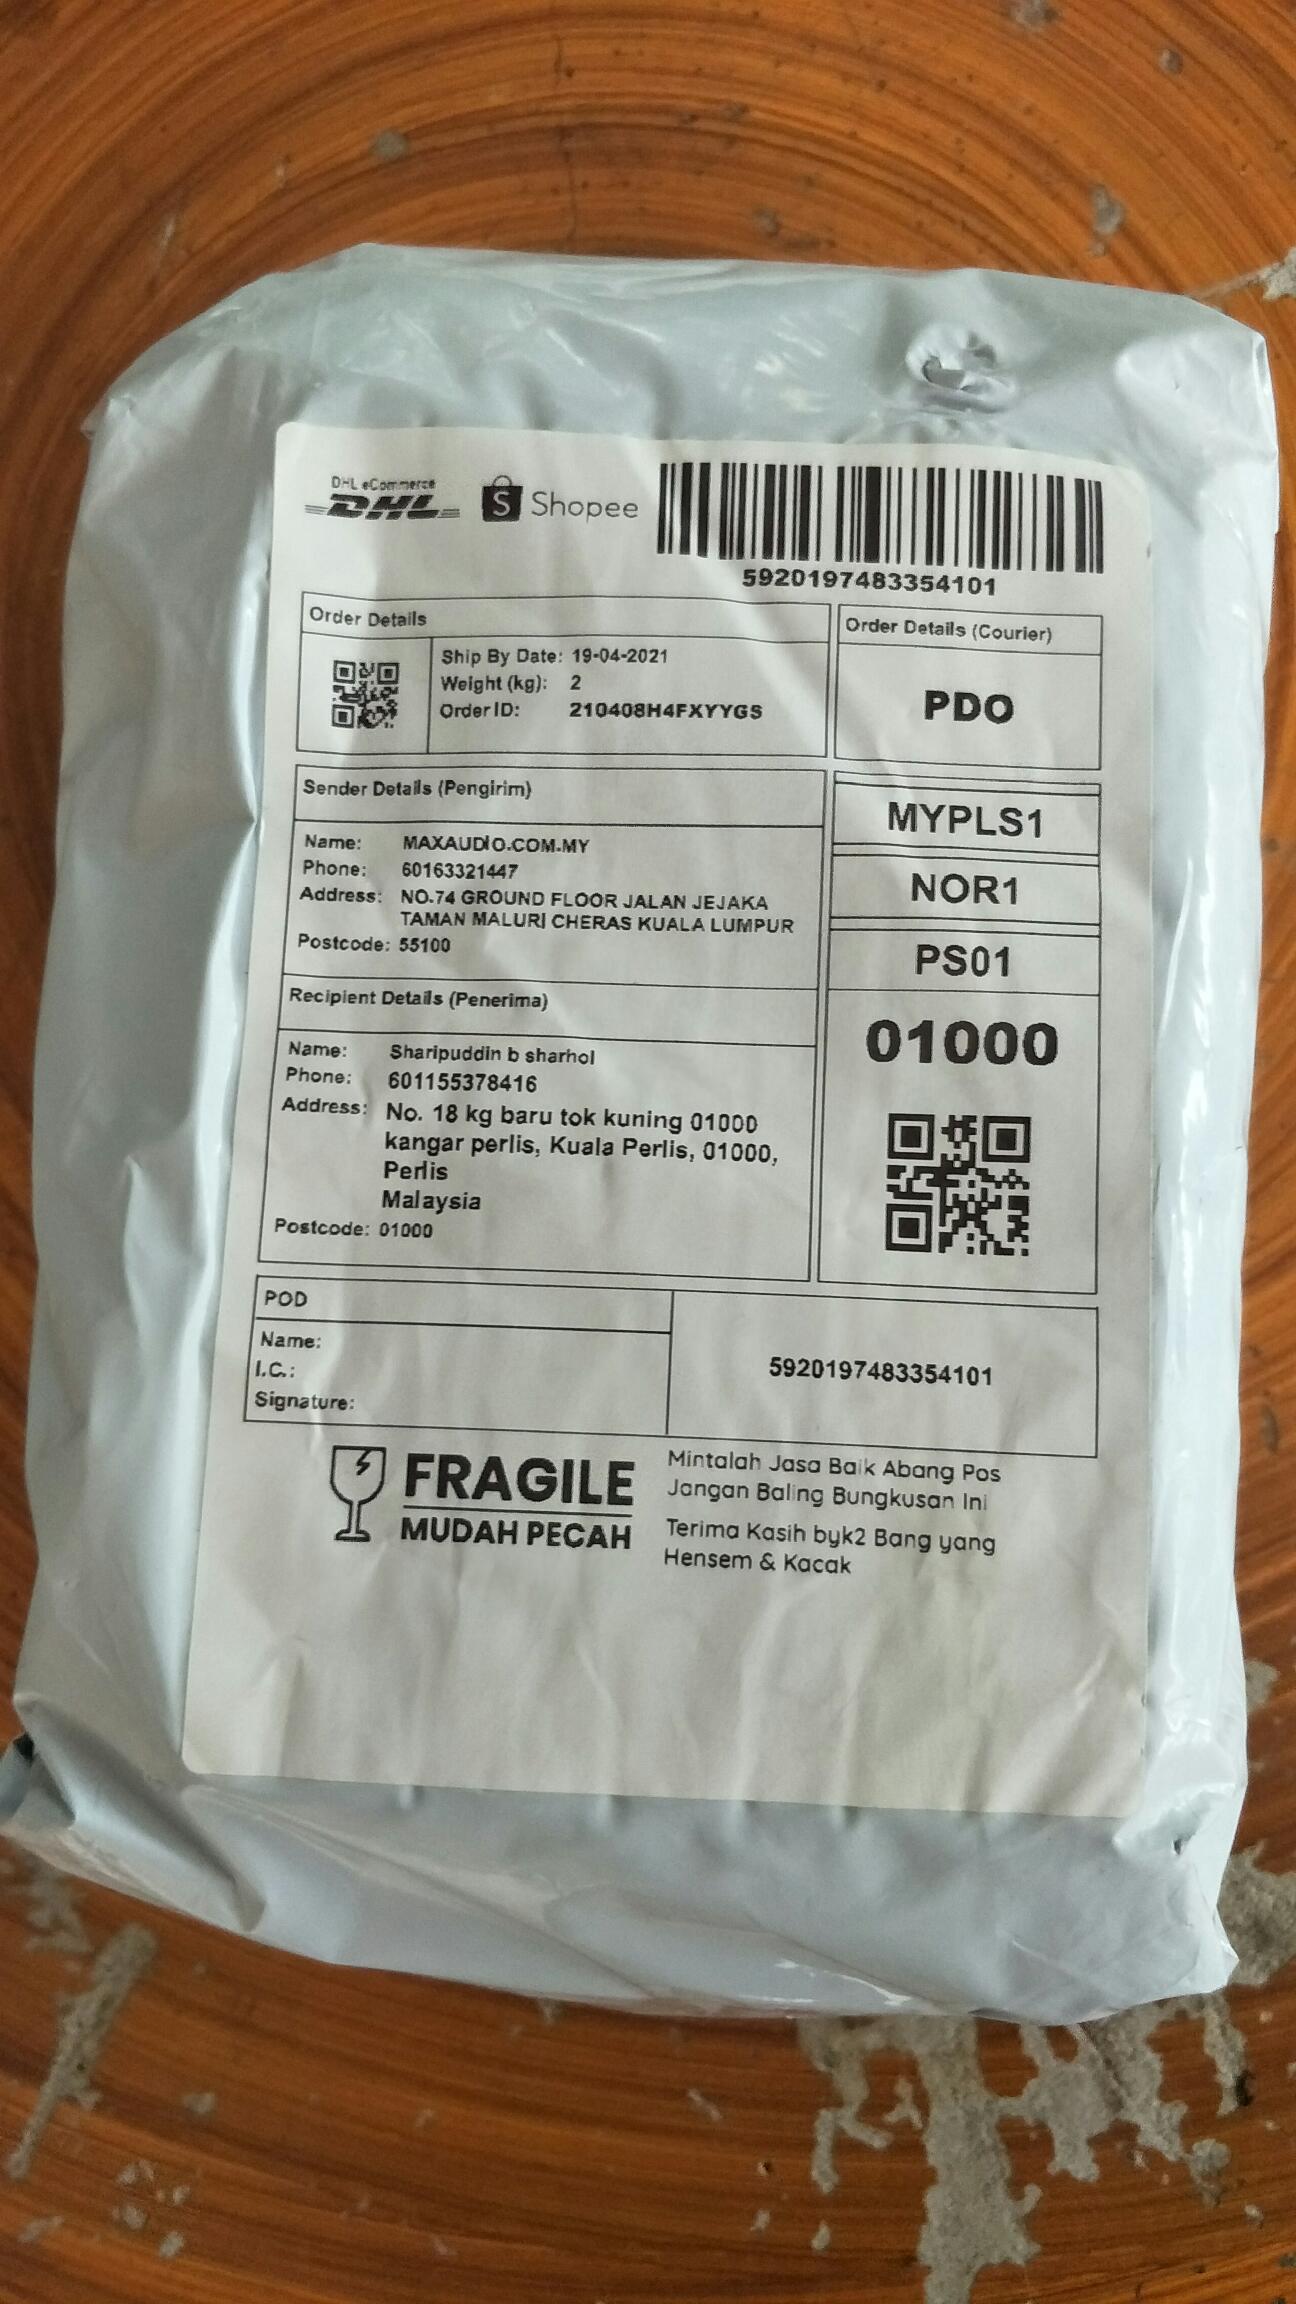 DHL eCommerce
DHL
S Shopee
5920197483354101
Order Details
Ship By Date: 19-04-2021
Weight (kg): 2
Order ID: 210408H4FXYYGS
Order Details (Courier)
PDO
Sender Details (Pengirim)
Name: MAXAUDIO.COM.MY
Phone: 60163321447
Address: NO.74 GROUND FLOOR JALAN JEJAKA
TAMAN MALURI CHERAS KUALA LUMPUR
Postcode: 55100
MYPLS1
NOR1
PS01
01000
Recipient Details (Penerima)
Name: Sharipuddin b sharhol
Phone: 601155378416
Address: No. 18 kg baru tok kuning 01000
kangar perlis, Kuala Perlis, 01000,
Perlis
Malaysia
Postcode: 01000
POD
Name:
I.C.:
Signature:
5920197483354101
FRAGILE
MUDAH PECAH
Mintalah Jasa Baik Abang Pos
Jangan Baling Bungkusan Ini
Terima Kasih byk2 Bang yang
Hensem & Kacak